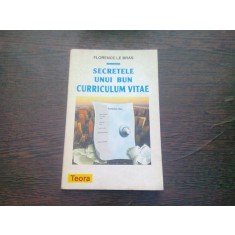 FLORENCE LE BRAS
SECRETELE
UNUI BUN
CURRICULUM VITAE
Teora